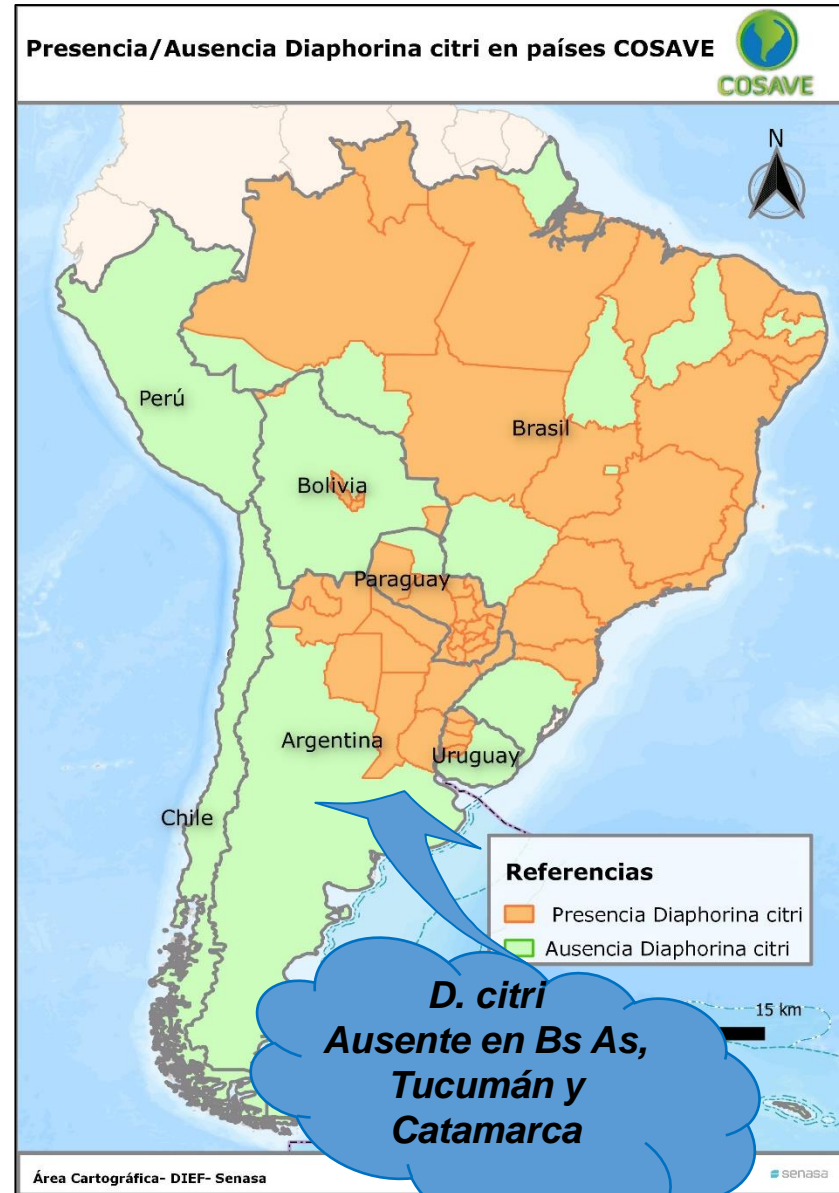 Presencia/Ausencia Diaphorina citri en países COSAVE
COSAVE
N
Perú
Brasil
Bolivia
Paraguay
Argentina
Uruguay
Chile
Referencias
Presencia Diaphorina citri
Ausencia Diaphorina citri
15 km
D. citri
Ausente en Bs As,
Tucumán y
Catamarca
Área Cartográfica- DIEF- Senasa
senasa